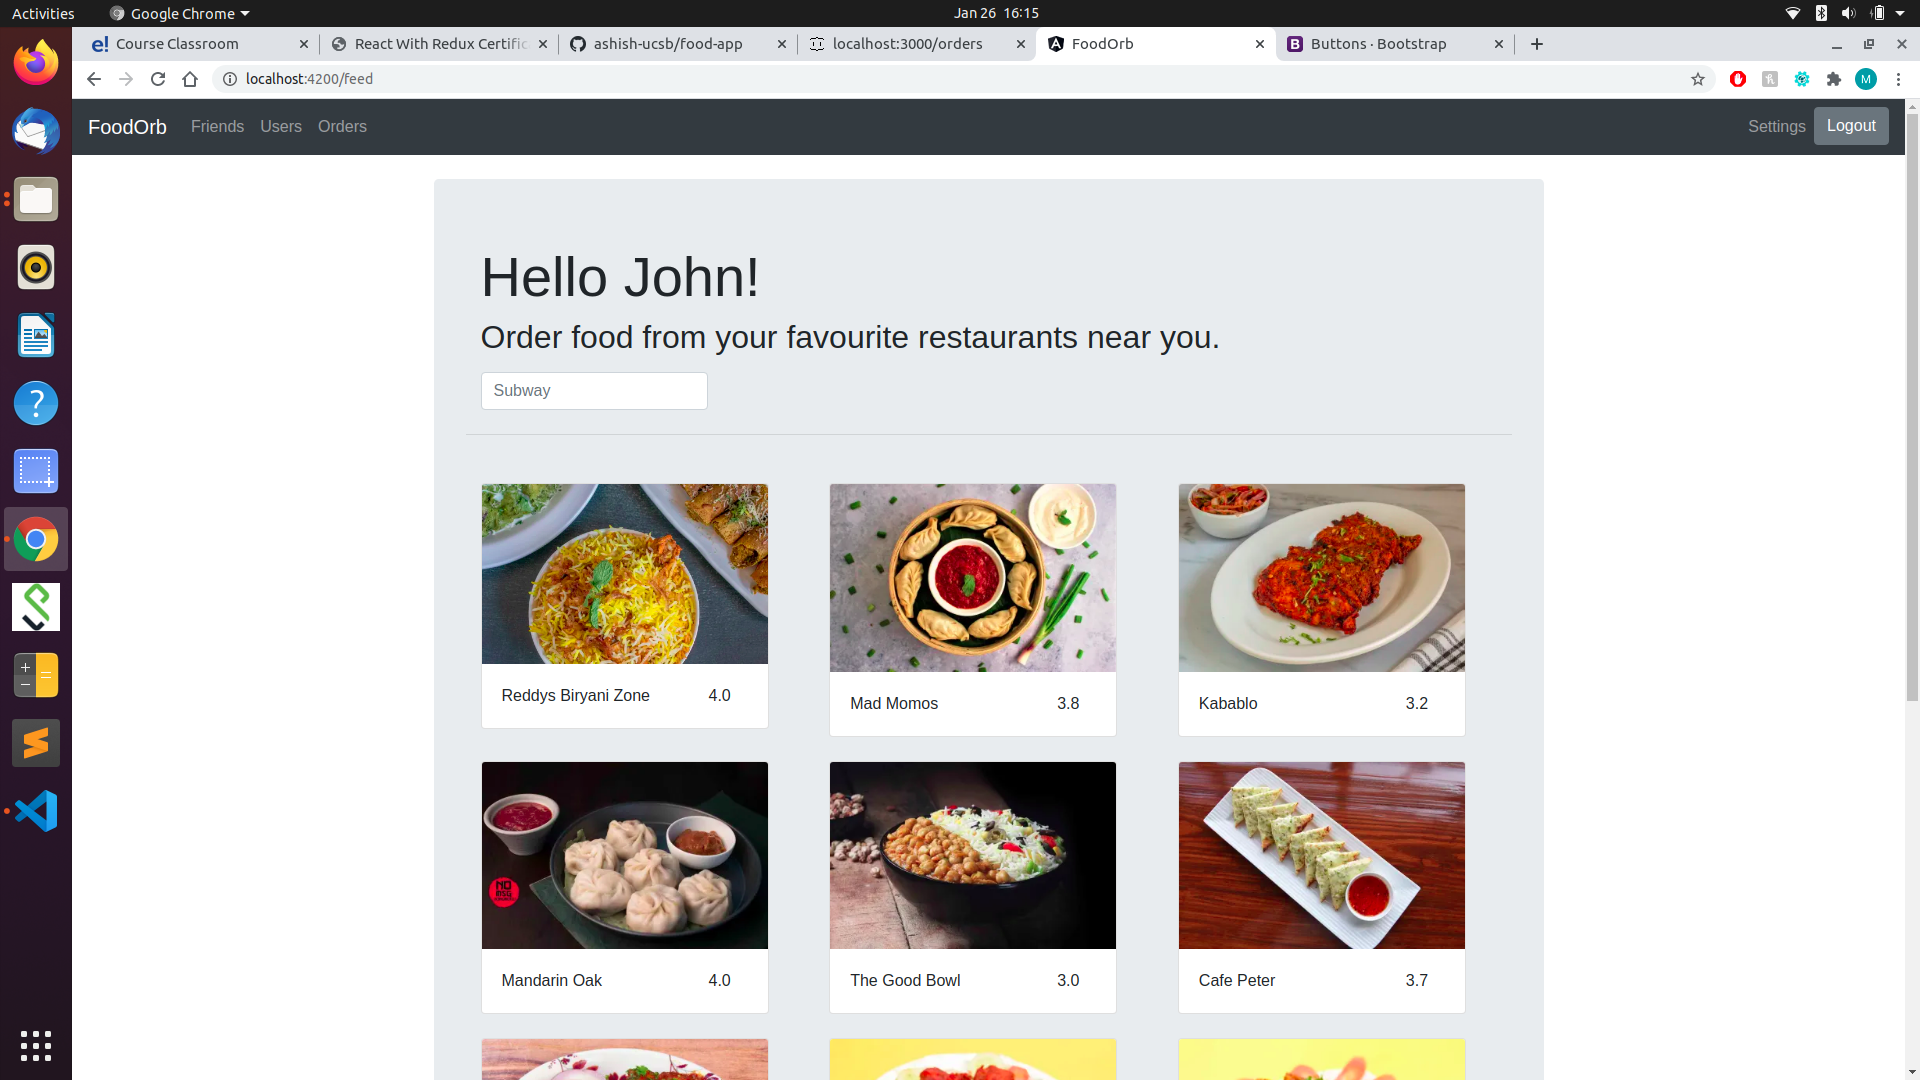 Activities
Google Chrome
Jan 26 16:15
Course Classroom
React With Redux Certific
ashish-ucsb/food-app
localhost:3000/orders
FoodOrb
Buttons · Bootstrap
localhost:4200/feed
M
FoodOrb
Friends
Users
Orders
Settings
Logout
Hello John!
Order food from your favourite restaurants near you.
Subway
Reddys Biryani Zone 4.0
Mad Momos 3.8
Kabablo 3.2
NO
MSG
Mandarin Oak 4.0
The Good Bowl 3.0
Cafe Peter 3.7